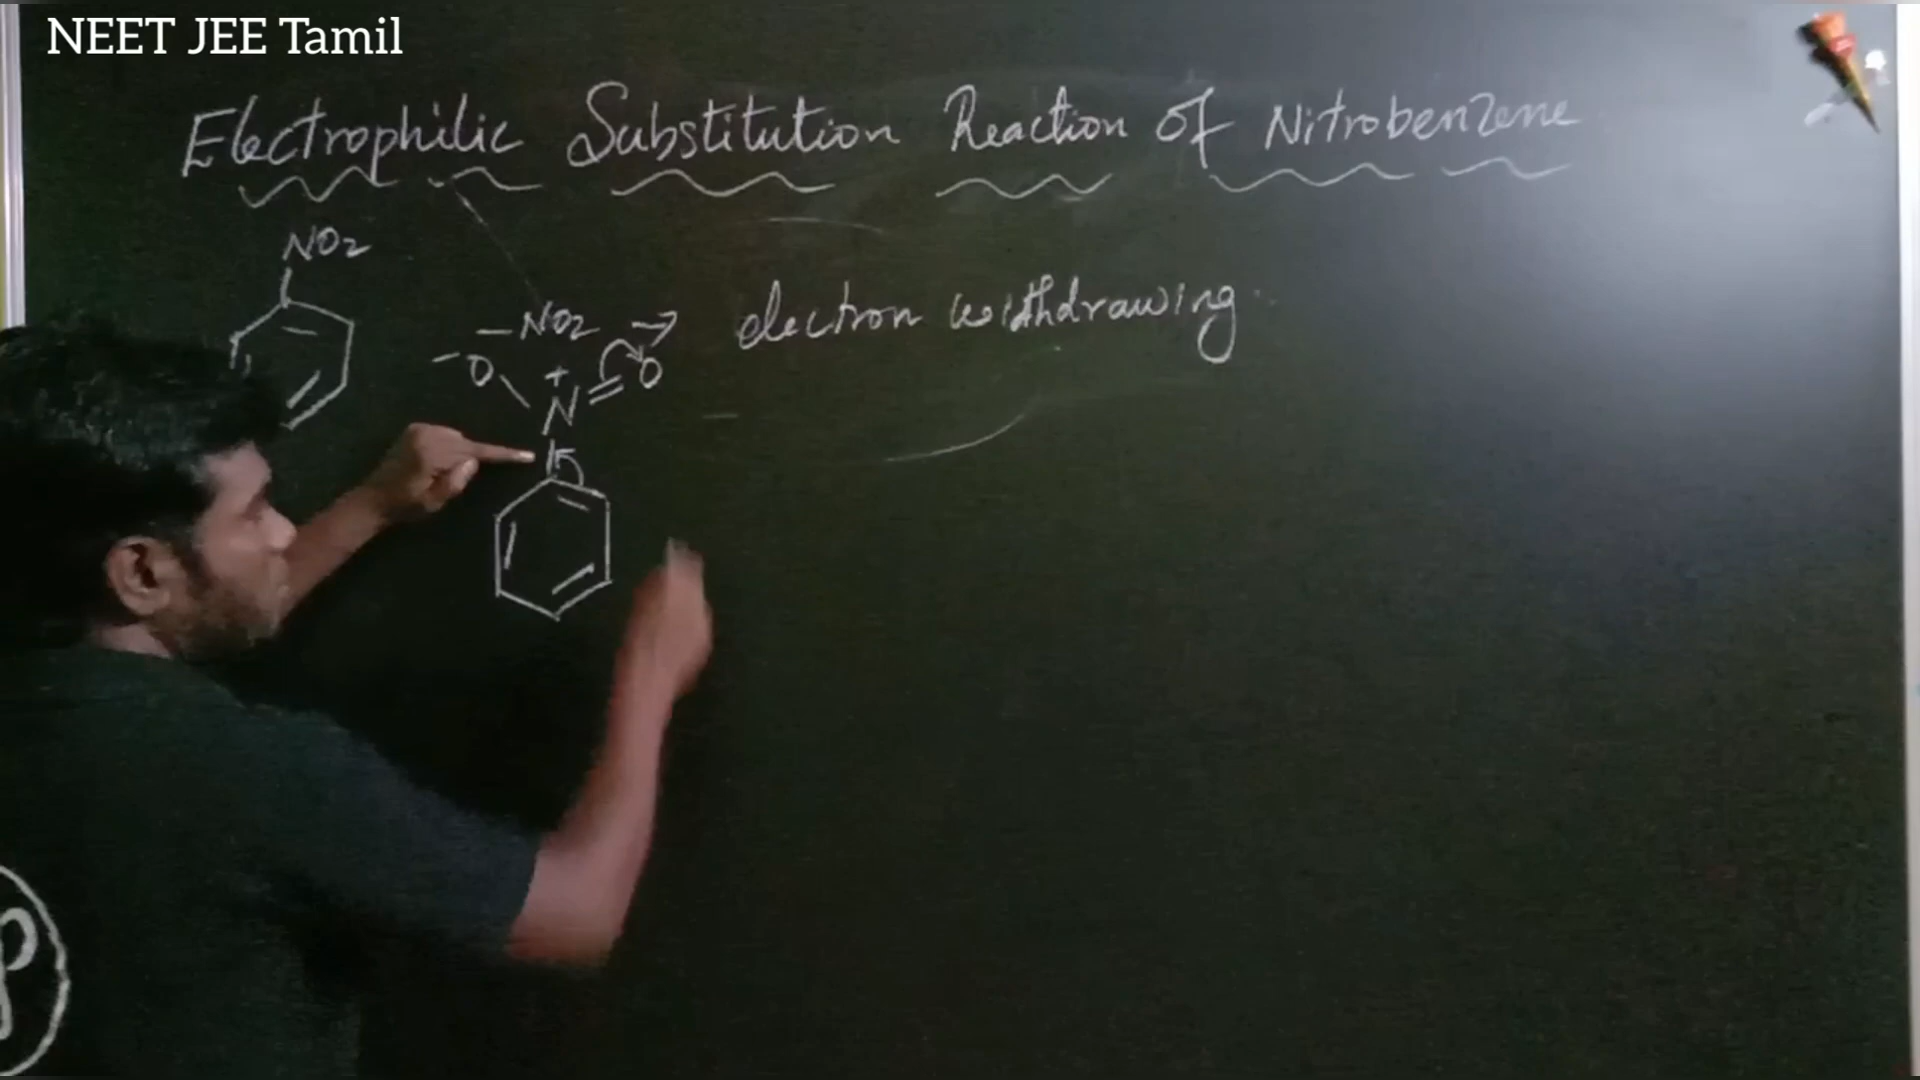 NEET JEE Tamil
Electrophilic Substitution Reaction of Nitrobenzene
NO2
-NO2 → electron withdrawing
-O + O
N
P